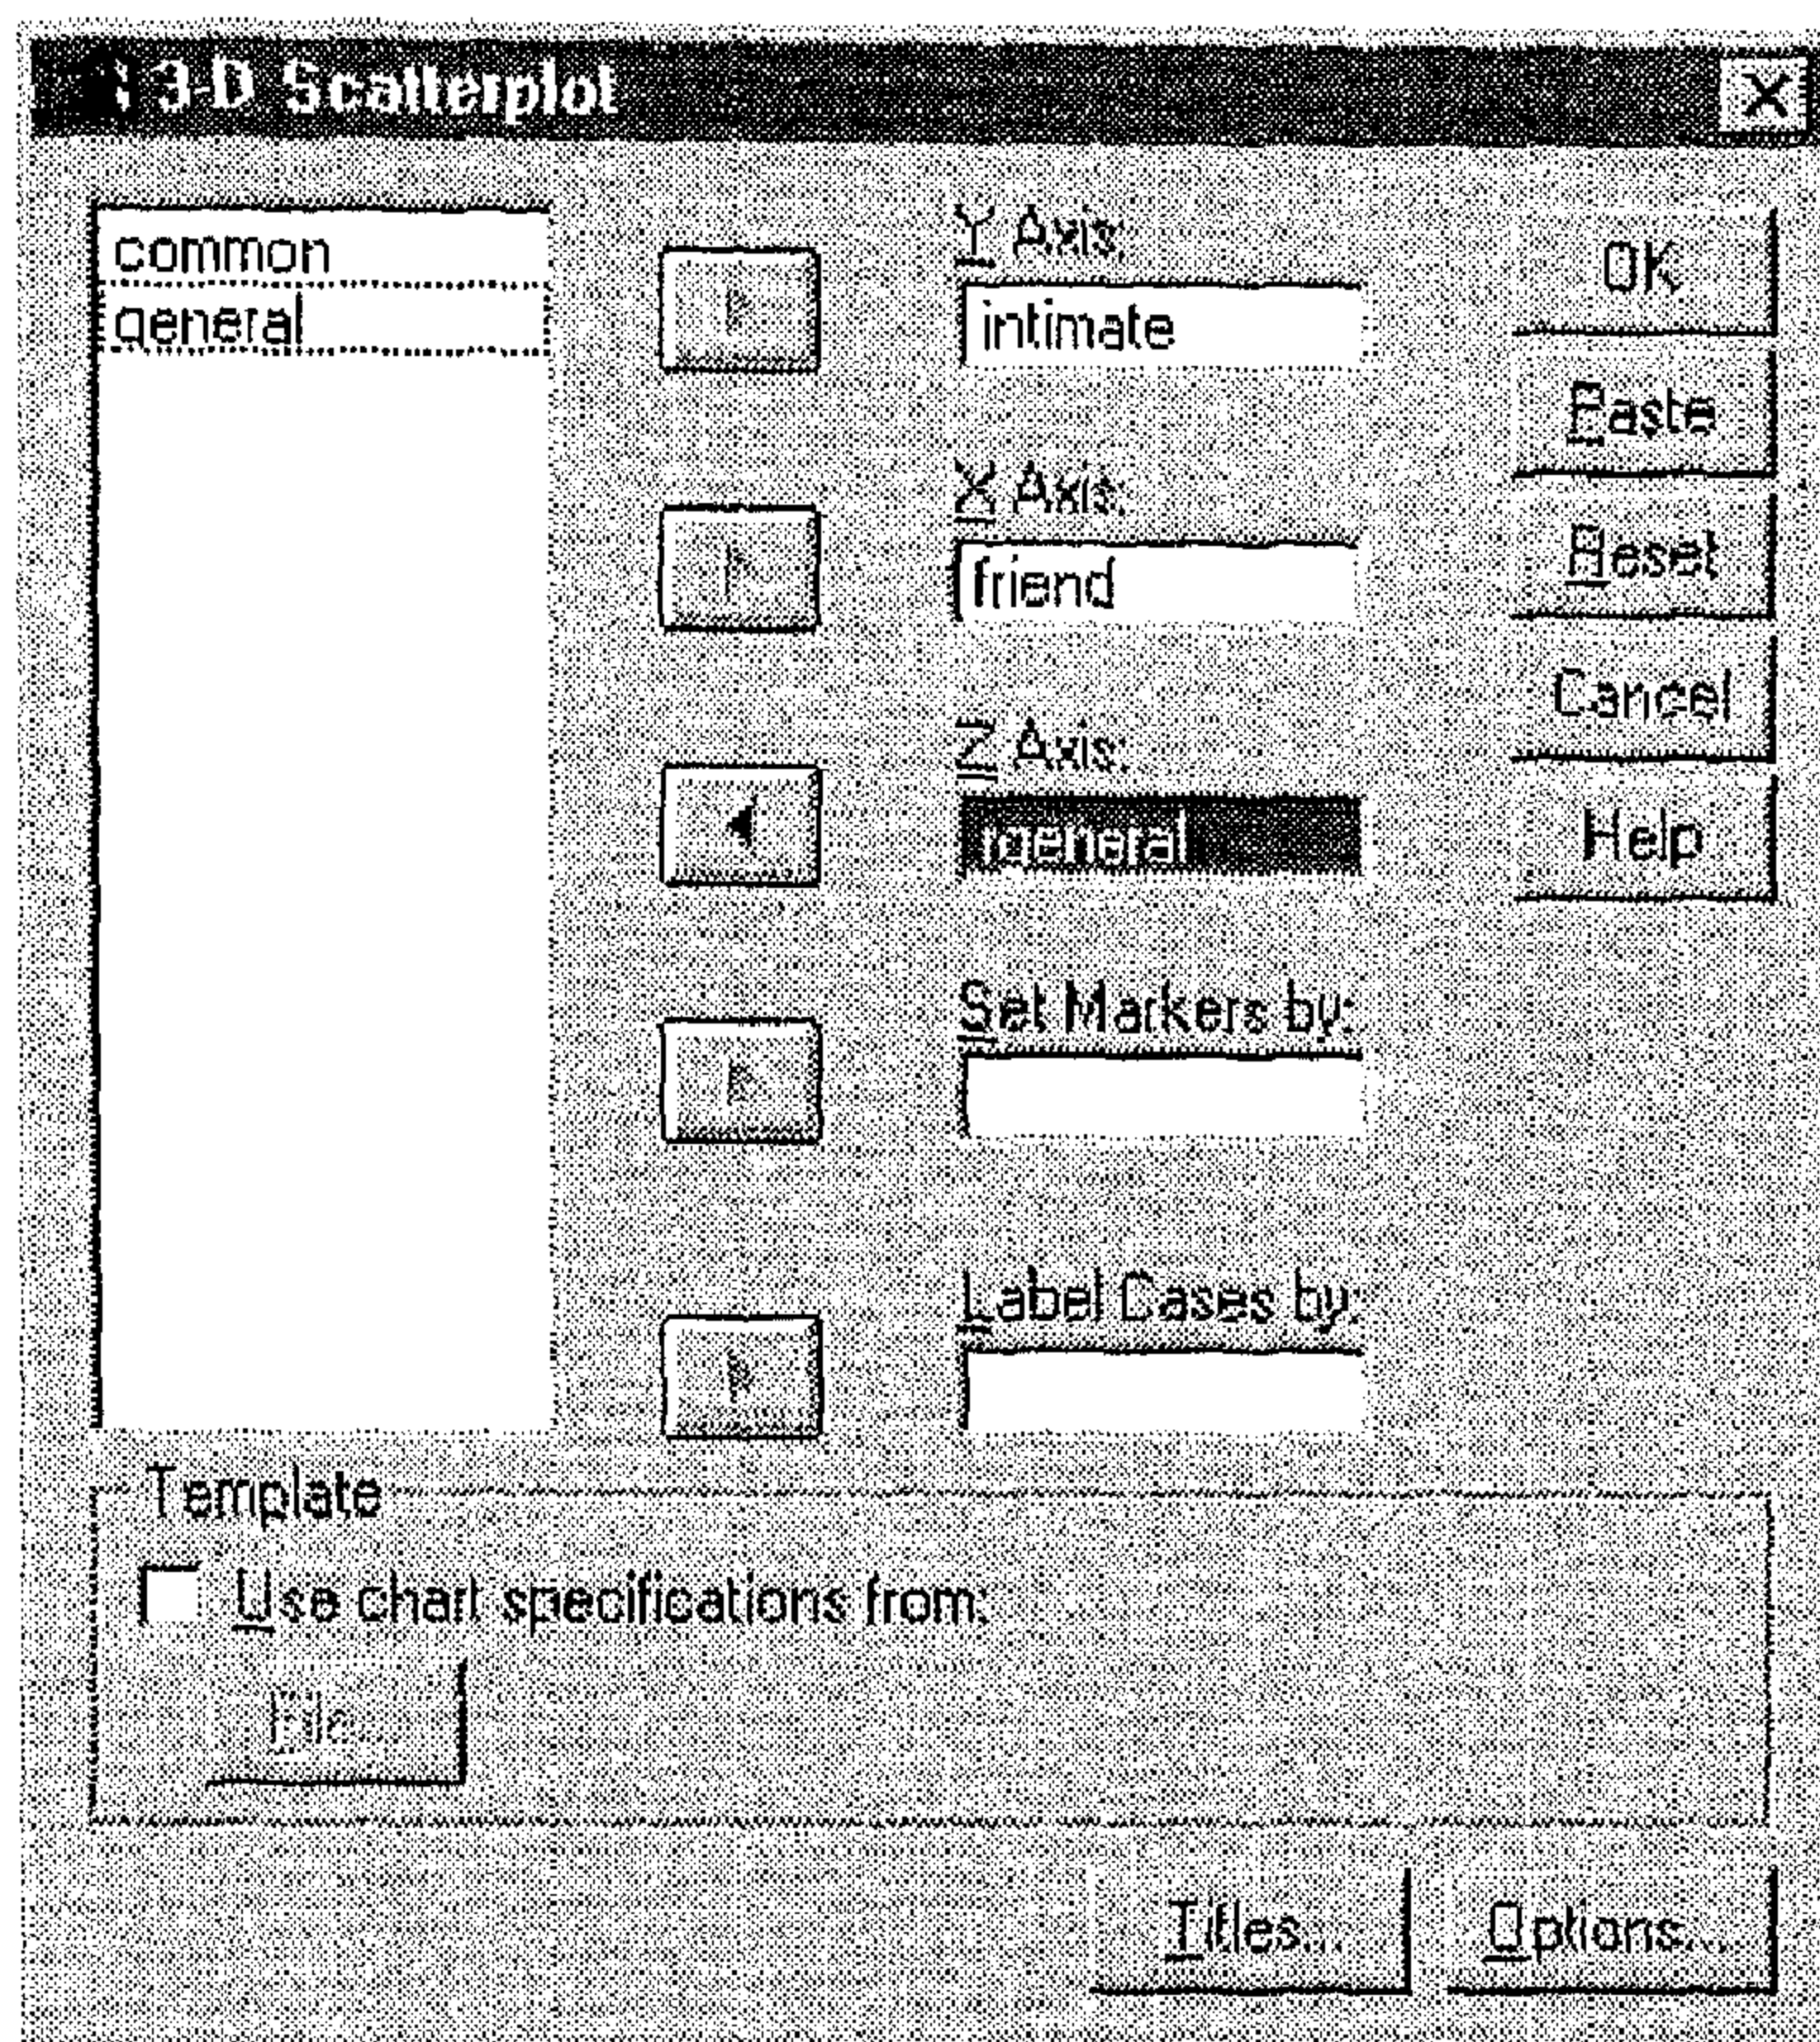 3-D Scatterplot
common
general
Y Axis:
intimate
X Axis:
friend
Z Axis:
rgeneral
Set Markers by:
Label Cases by:
OK
Paste
Reset
Cancel
Help
Template
Use chart specifications from:
File...
Titles...
Options...